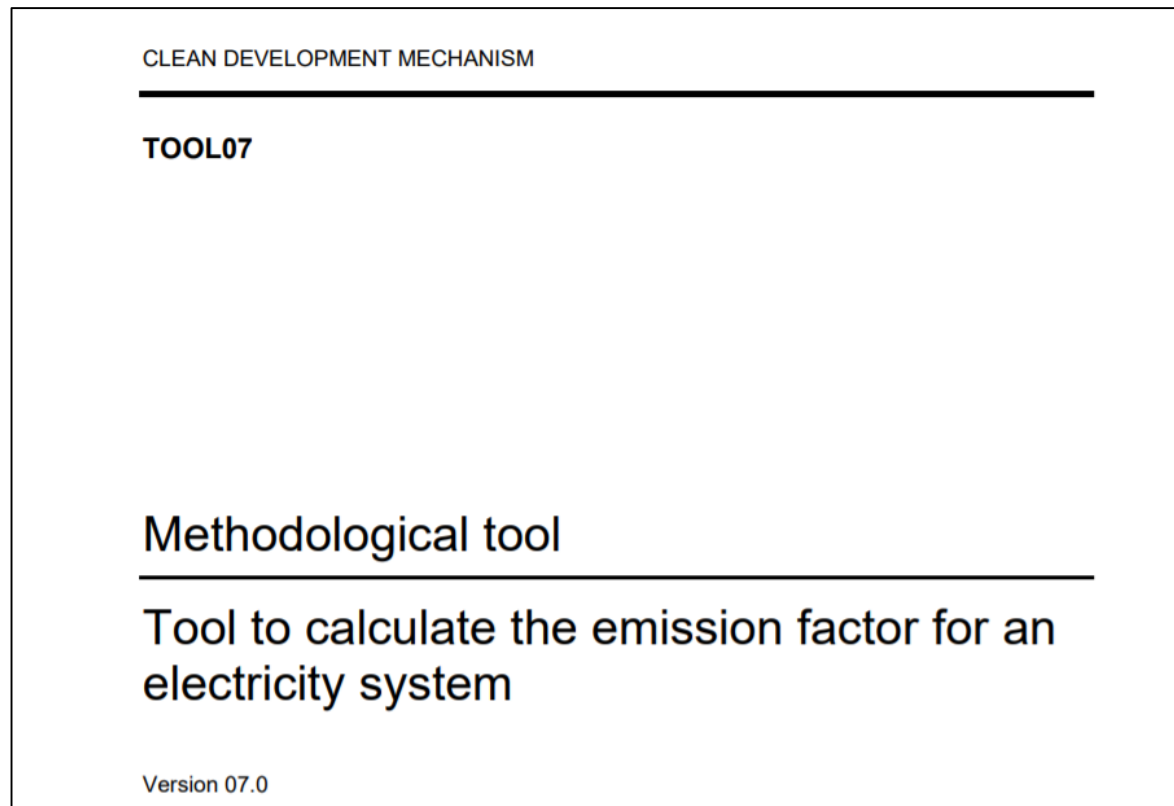 CLEAN DEVELOPMENT MECHANISM
TOOL07
Methodological tool
Tool to calculate the emission factor for an
electricity system
Version 07.0